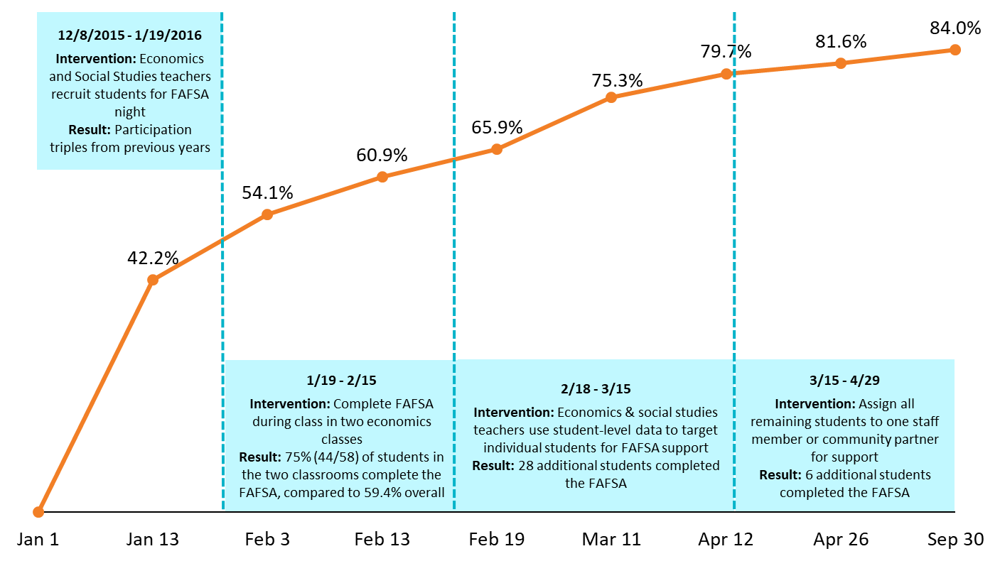 12/8/2015 - 1/19/2016
Intervention: Economics
and Social Studies teachers
recruit students for FAFSA
night
Result: Participation
triples from previous years
42.2%
54.1%
60.9%
65.9%
75.3%
79.7%
81.6%
84.0%
1/19 - 2/15
Intervention: Complete FAFSA
during class in two economics
classes
Result: 75% (44/58) of students in
the two classrooms complete the
FAFSA, compared to 59.4% overall
2/18 - 3/15
Intervention: Economics & social studies
teachers use student-level data to target
individual students for FAFSA support
Result: 28 additional students completed
the FAFSA
3/15 - 4/29
Intervention: Assign all
remaining students to one staff
member or community partner
for support
Result: 6 additional students
completed the FAFSA
Jan 1 Jan 13 Feb 3 Feb 13 Feb 19 Mar 11 Apr 12 Apr 26 Sep 30